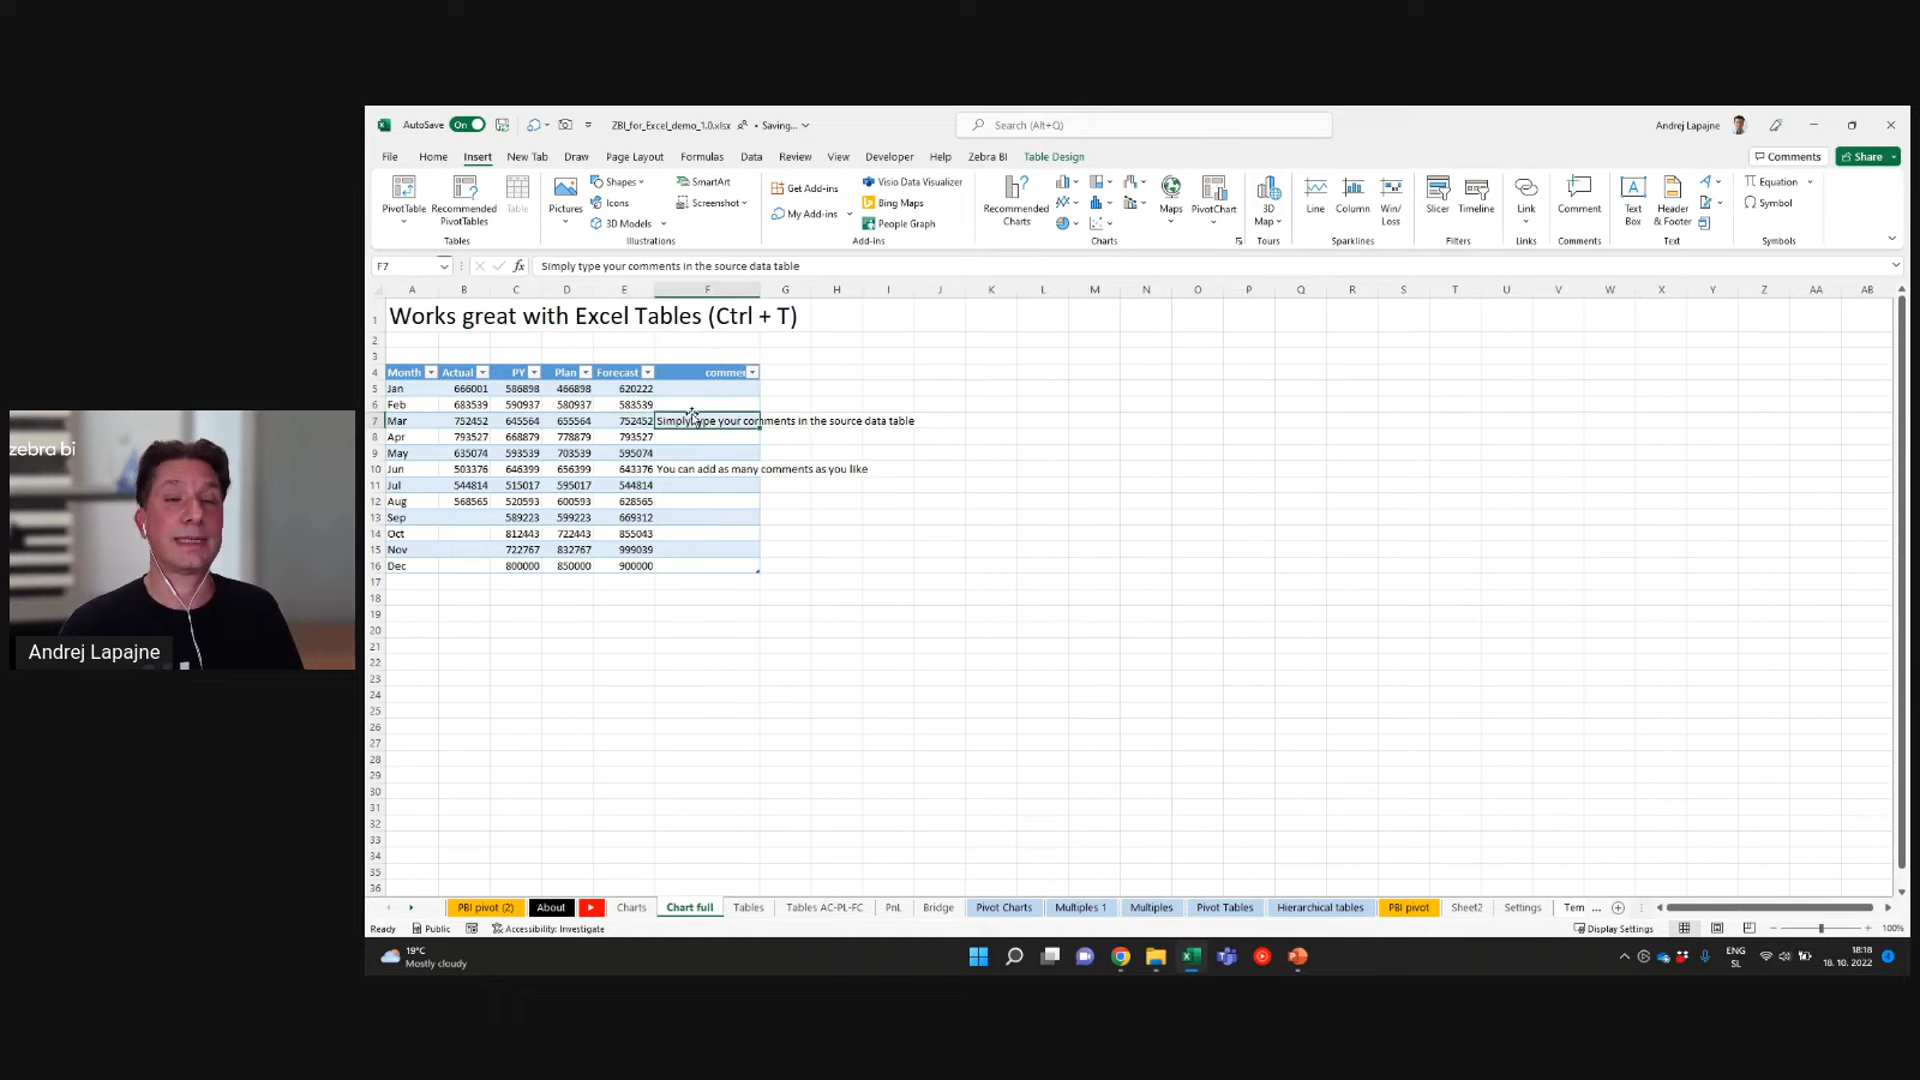 AutoSave On ZBI_for_Excel_demo_1.0.xlsx • Saving... Search (Alt+Q) Andrej Lapajne
File Home Insert New Tab Draw Page Layout Formulas Data Review View Developer Help Zebra BI Table Design Comments Share
PivotTable Recommended PivotTables Table
Tables
Pictures Shapes Icons 3D Models SmartArt Screenshot
Illustrations
Get Add-ins My Add-ins Visio Data Visualizer Bing Maps People Graph
Add-ins
Recommended Charts Maps PivotChart
Charts
3D Map
Tours
Line Column Win/Loss
Sparklines
Slicer Timeline
Filters
Link
Links
Comment
Comments
Text Box Header & Footer
Text
Equation Symbol
Symbols
F7 fx Simply type your comments in the source data table
A B C D E F G H I J K L M N O P Q R S T U V W X Y Z AA AB
1 Works great with Excel Tables (Ctrl + T)
2
3
4 Month Actual PY Plan Forecast commen
5 Jan 666001 586898 466898 620222
6 Feb 683539 590937 580937 583539
7 Mar 752452 645564 655564 752452 Simply type your comments in the source data table
8 Apr 793527 668879 778879 793527
9 May 635074 593539 703539 595074
10 Jun 503376 646399 656399 643376 You can add as many comments as you like
11 Jul 544814 515017 595017 544814
12 Aug 568565 520593 600593 628565
13 Sep 589223 599223 669312
14 Oct 812443 722443 855043
15 Nov 722767 832767 999039
16 Dec 800000 850000 900000
17
18
19
20
21
22
23
24
25
26
27
28
29
30
31
32
33
34
35
36
zebra bi
Andrej Lapajne
PBI pivot (2) About Charts Chart full Tables Tables AC-PL-FC PnL Bridge Pivot Charts Multiples 1 Multiples Pivot Tables Hierarchical tables PBI pivot Sheet2 Settings Tem ...
Ready Public Accessibility: Investigate Display Settings 100%
19°C
Mostly cloudy
ENG
SL
18:18
18. 10. 2022
4